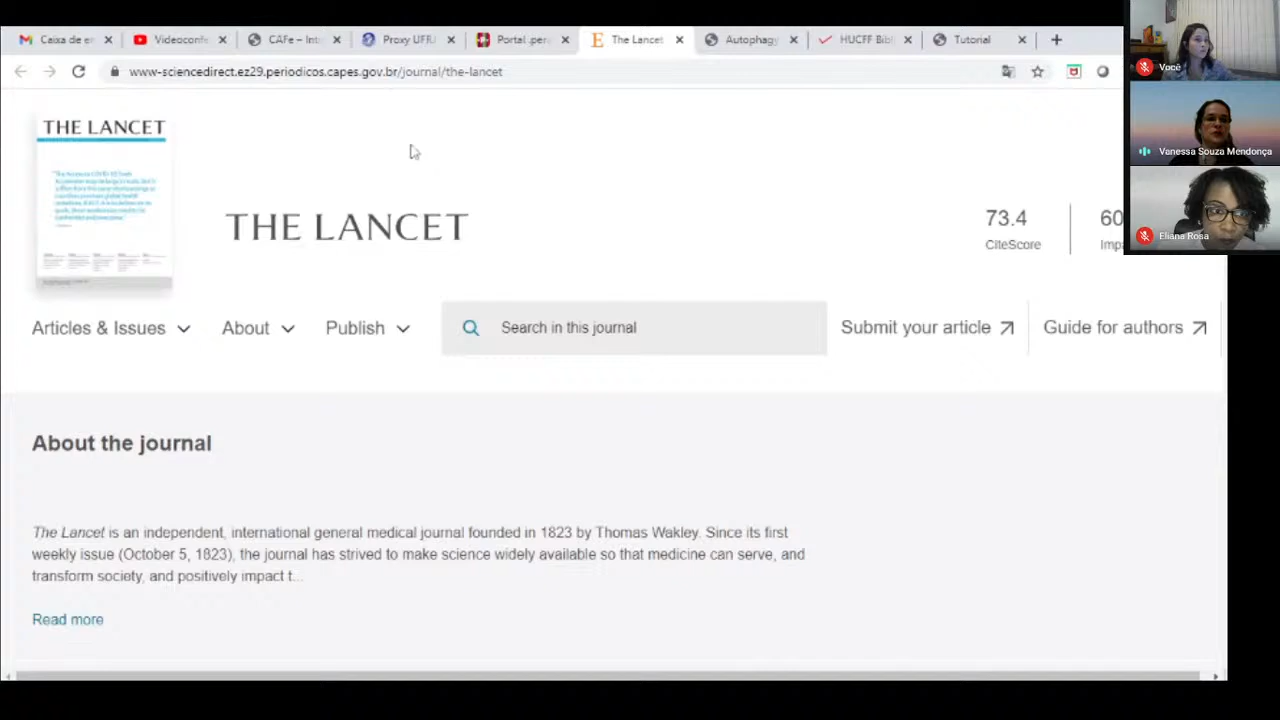 Caixa de en
Videoconfe
CAFe – Intr
Proxy UFRJ
Portal .peri
The Lancet
Autophagy
HUCFF Bibl
Tutorial
www-sciencedirect.ez29.periodicos.capes.gov.br/journal/the-lancet
Você
Vanessa Souza Mendonça
Eliana Rosa
THE LANCET
THE LANCET
73.4
CiteScore
60
Imp
Articles & Issues
About
Publish
Search in this journal
Submit your article
Guide for authors
About the journal
The Lancet is an independent, international general medical journal founded in 1823 by Thomas Wakley. Since its first
weekly issue (October 5, 1823), the journal has strived to make science widely available so that medicine can serve, and
transform society, and positively impact t...
Read more